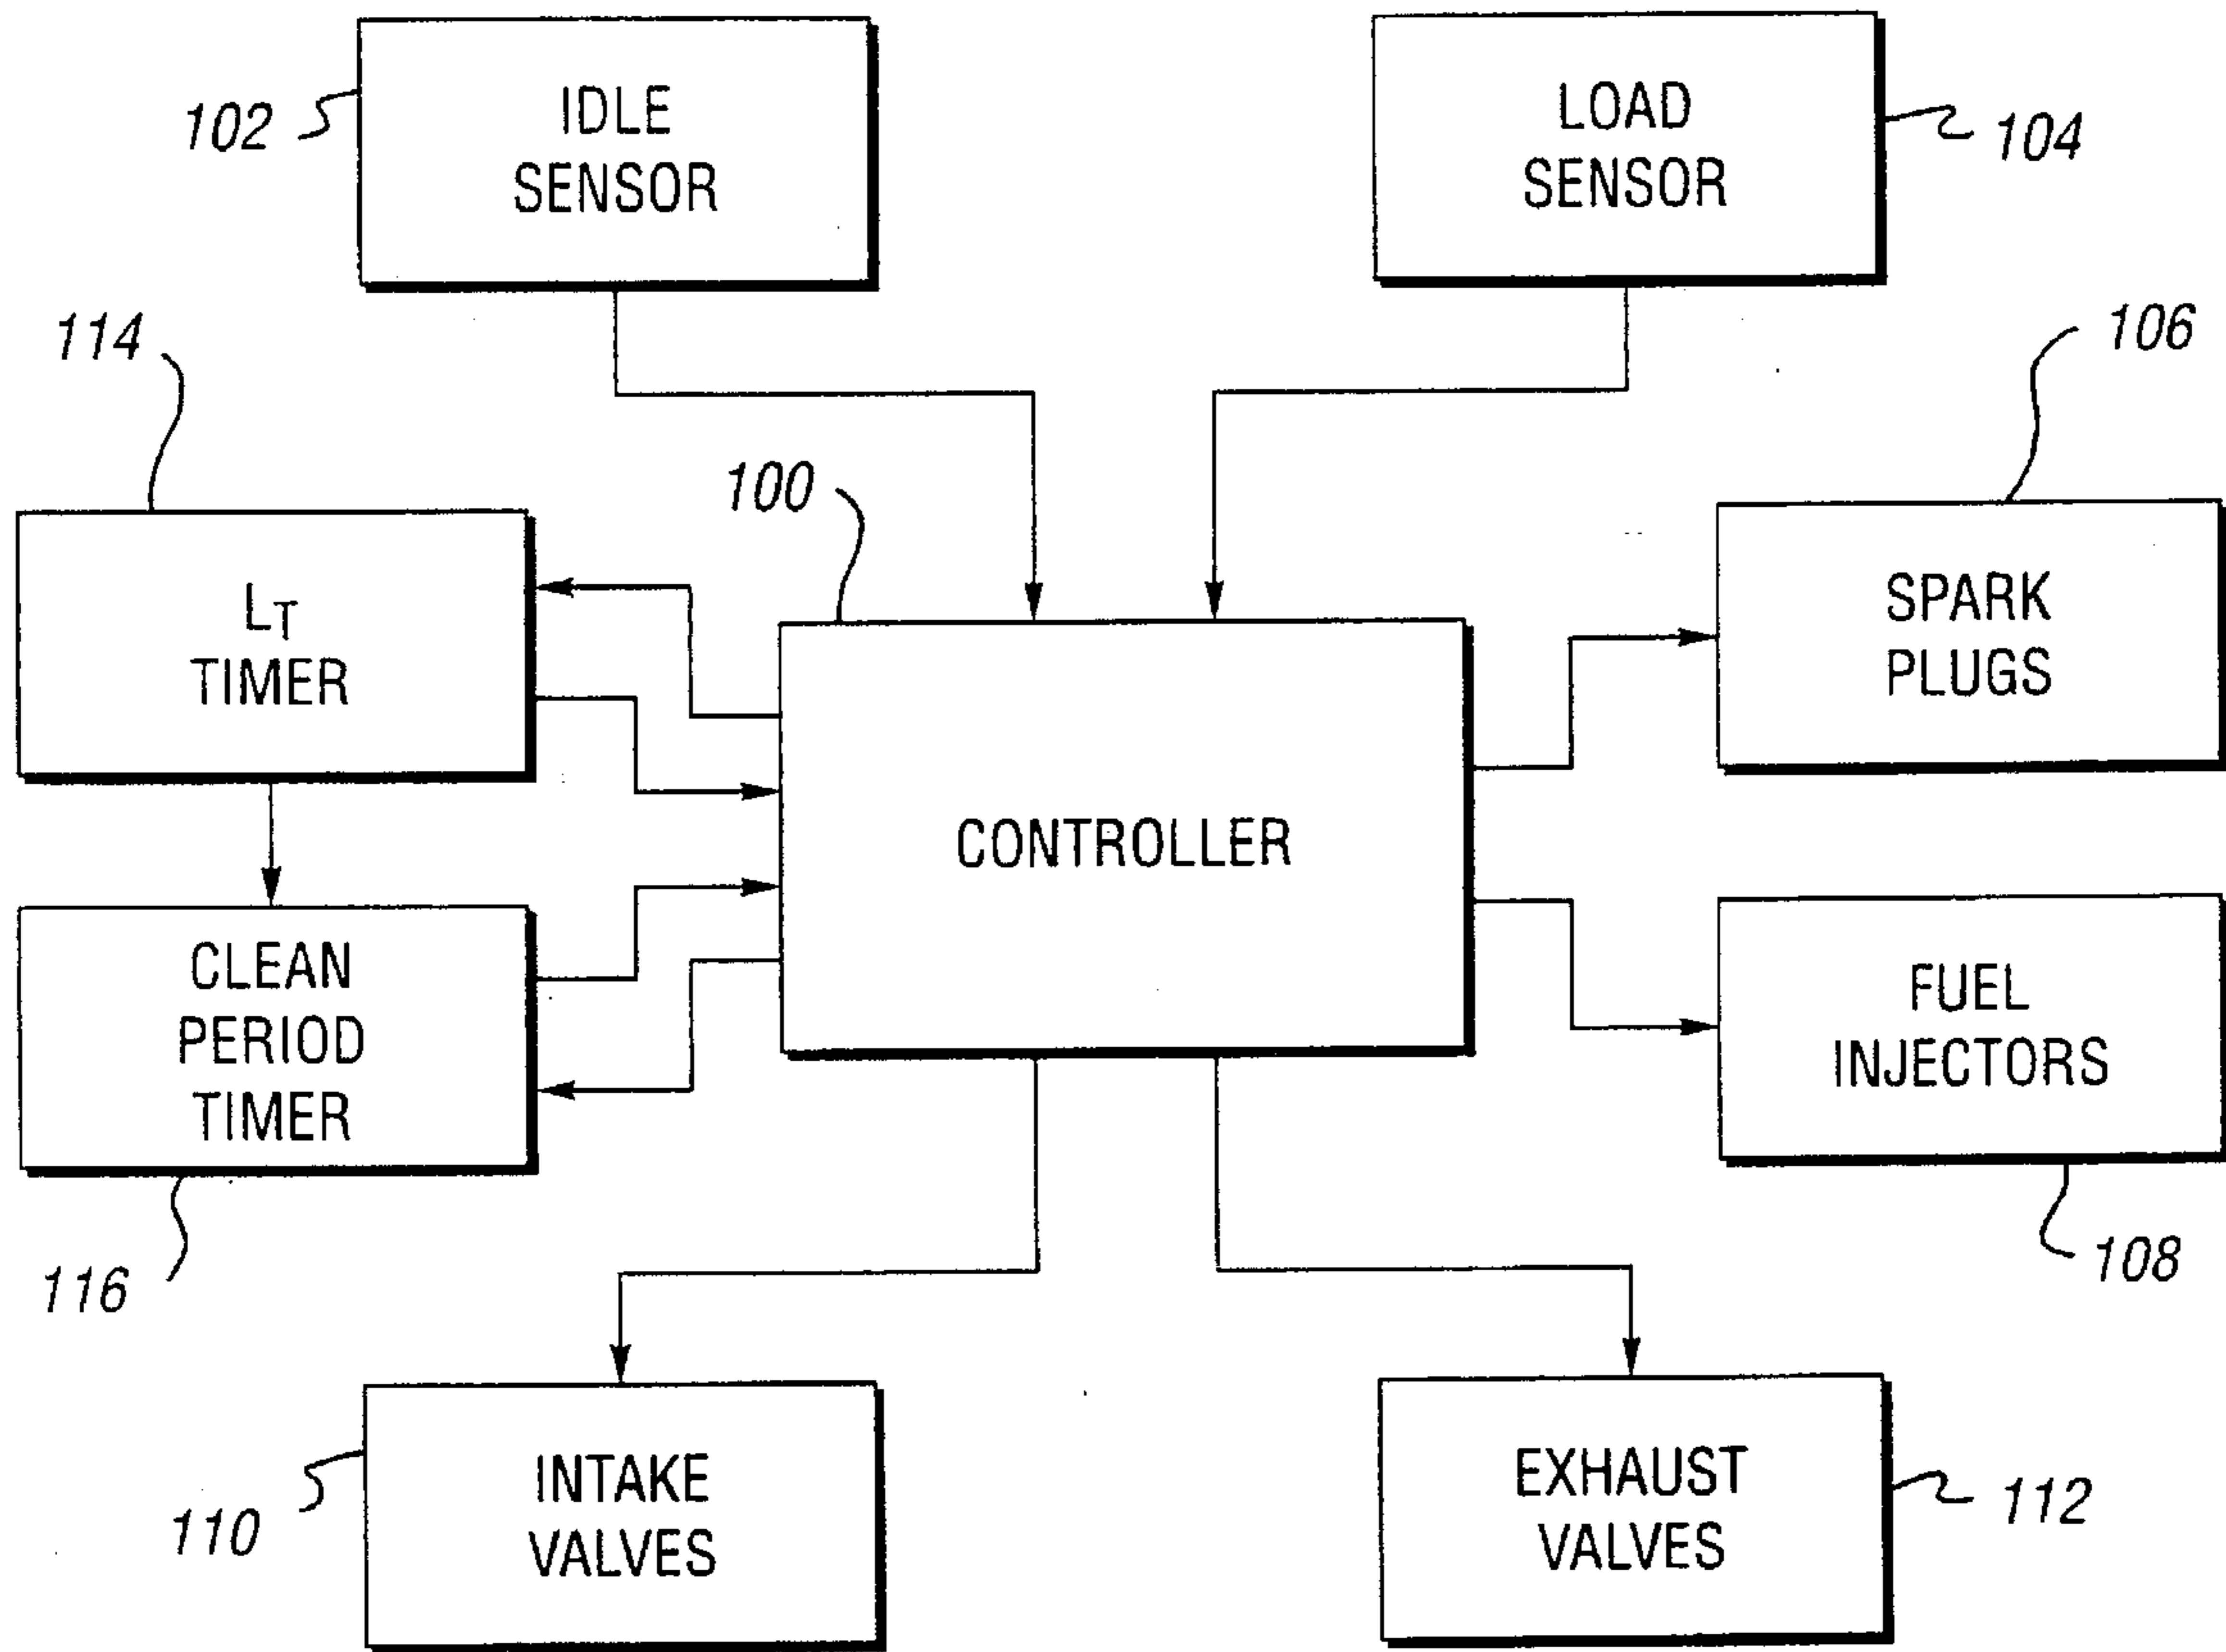 IDLE
SENSOR
102
LOAD
SENSOR
104
114
LT
TIMER
100
106
SPARK
PLUGS
CONTROLLER
CLEAN
PERIOD
TIMER
116
FUEL
INJECTORS
108
INTAKE
VALVES
110
EXHAUST
VALVES
112